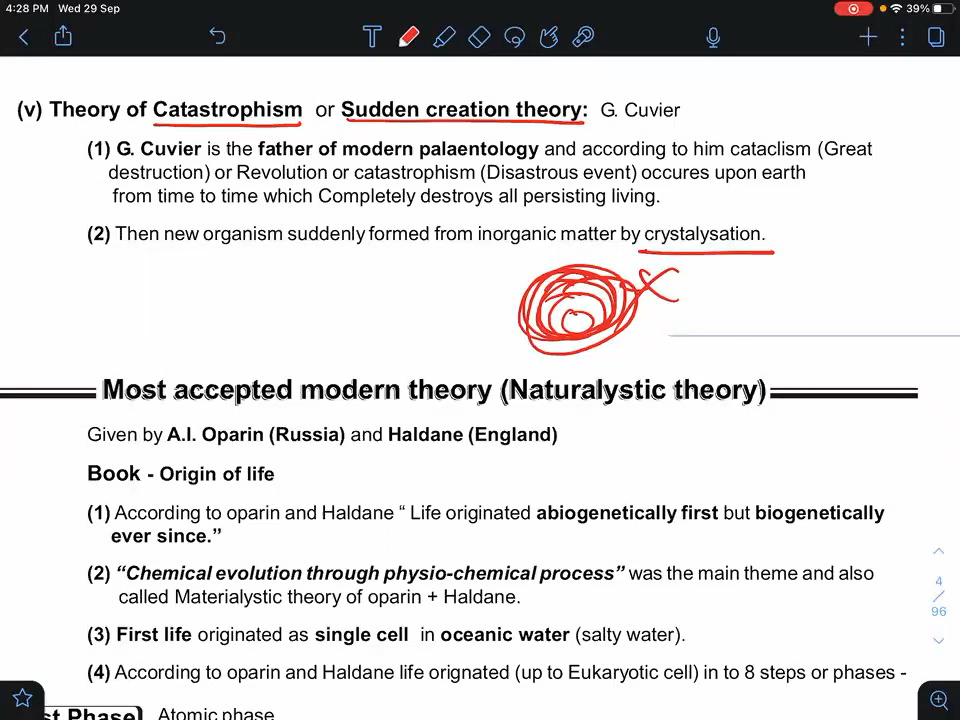 4:28 PM Wed 29 Sep 39%
(v) Theory of Catastrophism or Sudden creation theory: G. Cuvier
(1) G. Cuvier is the father of modern palaentology and according to him cataclism (Great
destruction) or Revolution or catastrophism (Disastrous event) occures upon earth
from time to time which Completely destroys all persisting living.
(2) Then new organism suddenly formed from inorganic matter by crystalysation.
Most accepted modern theory (Naturalystic theory)
Given by A.I. Oparin (Russia) and Haldane (England)
Book - Origin of life
(1) According to oparin and Haldane “ Life originated abiogenetically first but biogenetically
ever since.”
(2) “Chemical evolution through physio-chemical process” was the main theme and also
called Materialystic theory of oparin + Haldane.
(3) First life originated as single cell in oceanic water (salty water).
(4) According to oparin and Haldane life orignated (up to Eukaryotic cell) in to 8 steps or phases -
4
/
96
st Phase) Atomic phase